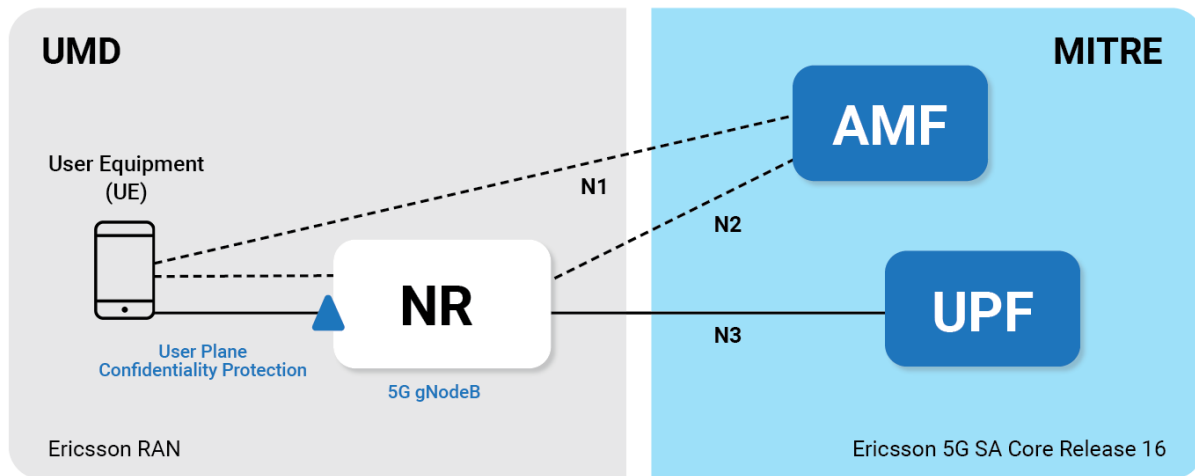 UMD
MITRE
AMF
User Equipment
(UE)
N1
N2
NR
UPF
N3
User Plane
Confidentiality Protection
5G gNodeB
Ericsson RAN
Ericsson 5G SA Core Release 16